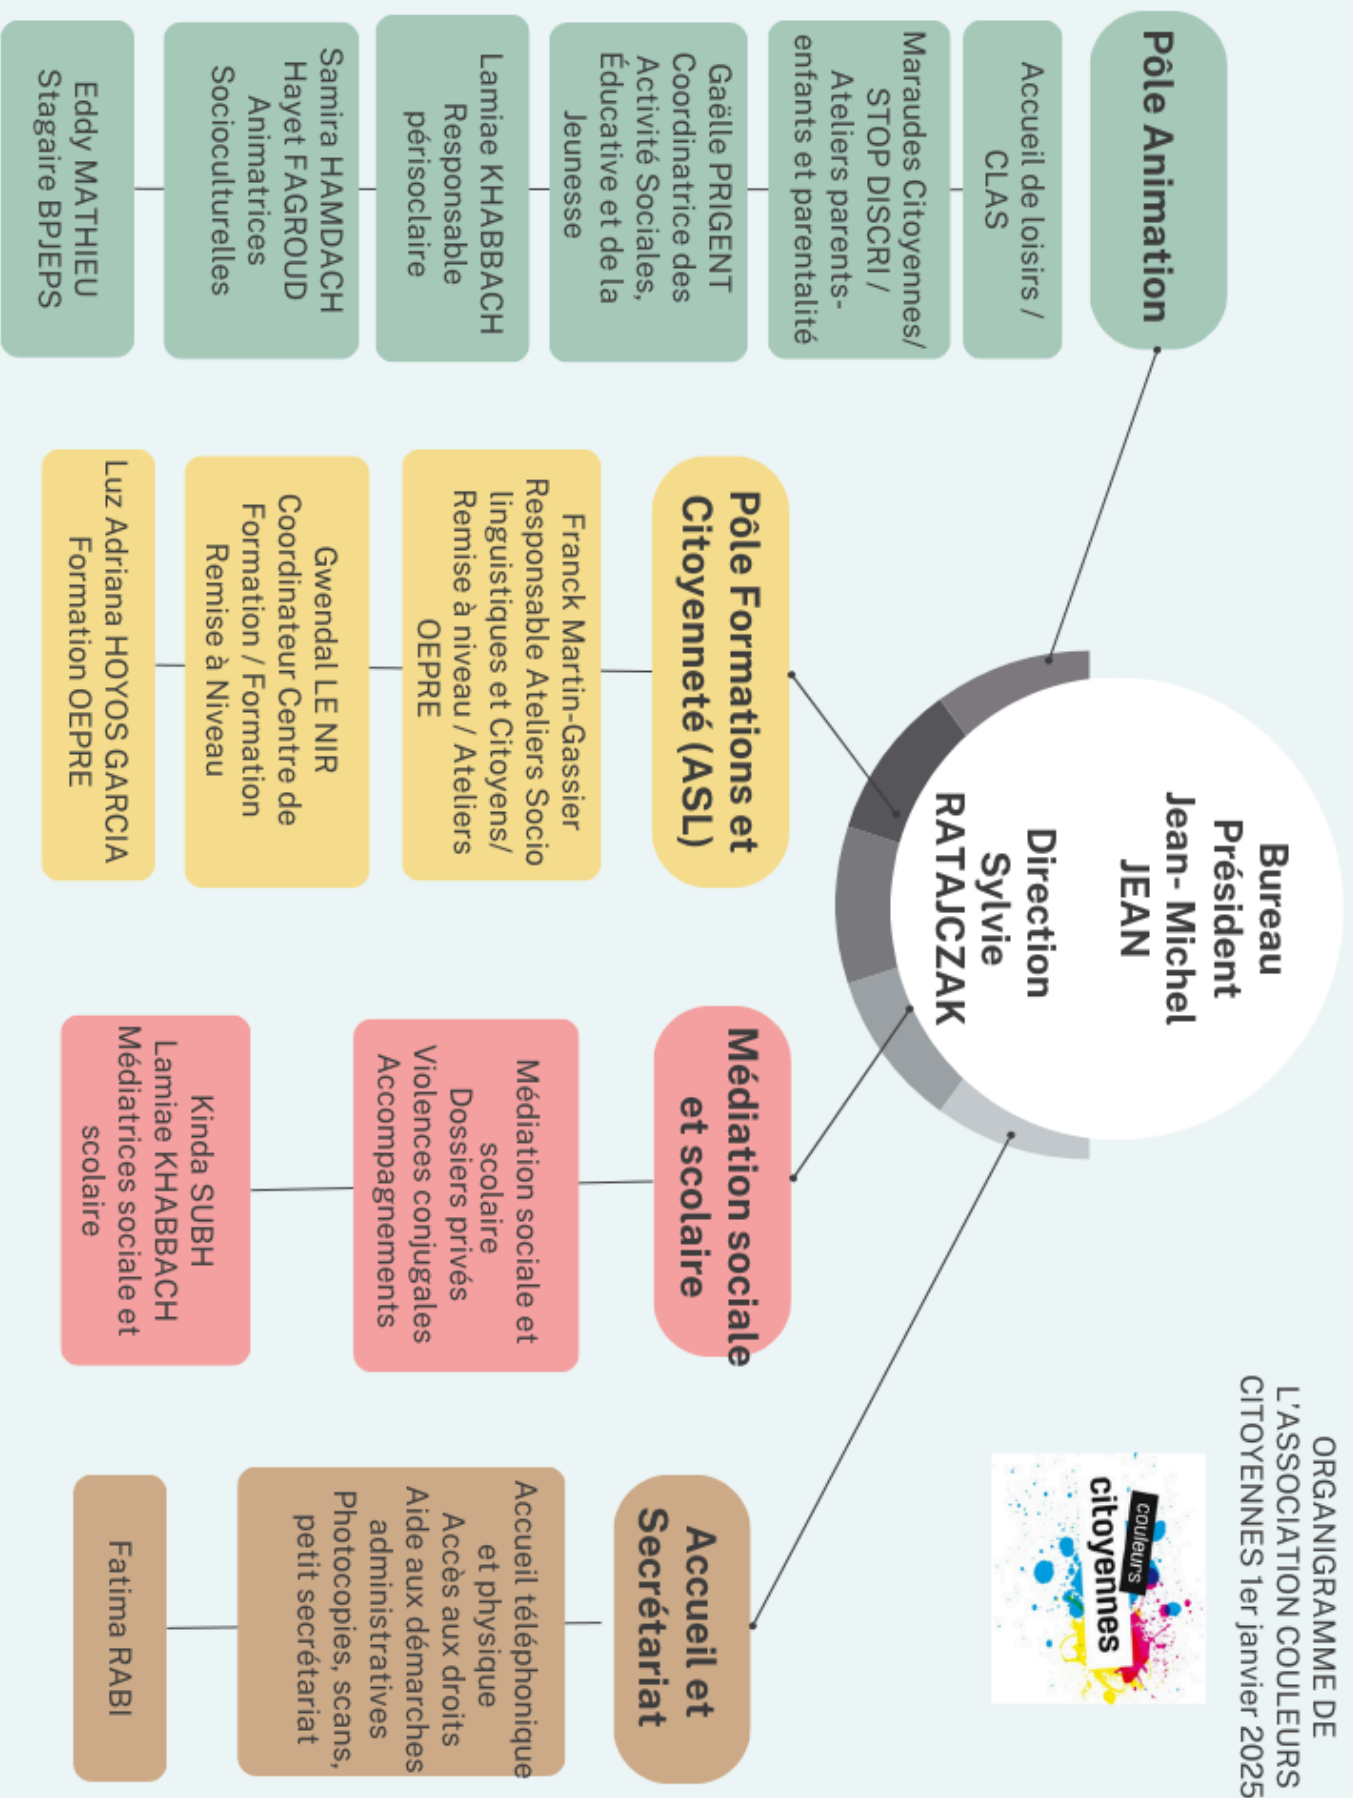 ORGANIGRAMME DE
L'ASSOCIATION COULEURS
CITOYENNES 1er janvier 2025
couleurs
citoyennes
Bureau
Président
Jean- Michel
JEAN
Direction
Sylvie
RATAJCZAK
Pôle Animation
Accueil de loisirs /
CLAS
Maraudes Citoyennes/
STOP DISCRI /
Ateliers parents-
enfants et parentalité
Gaëlle PRIGENT
Coordinatrice des
Activité Sociales,
Éducative et de la
Jeunesse
Lamiae KHABBACH
Responsable
périsoclaire
Samira HAMDACH
Hayet FAGROUD
Animatrices
Socioculturelles
Eddy MATHIEU
Stagaire BPJEPS
Pôle Formations et
Citoyenneté (ASL)
Franck Martin-Gassier
Responsable Ateliers Socio
linguistiques et Citoyens/
Remise à niveau / Ateliers
OEPRE
Gwendal LE NIR
Coordinateur Centre de
Formation / Formation
Remise à Niveau
Luz Adriana HOYOS GARCIA
Formation OEPRE
Médiation sociale
et scolaire
Médiation sociale et
scolaire
Dossiers privés
Violences conjugales
Accompagnements
Kinda SUBH
Lamiae KHABBACH
Médiatrices sociale et
scolaire
Accueil et
Secrétariat
Accueil téléphonique
et physique
Accès aux droits
Aide aux démarches
administratives
Photocopies, scans,
petit secrétariat
Fatima RABI